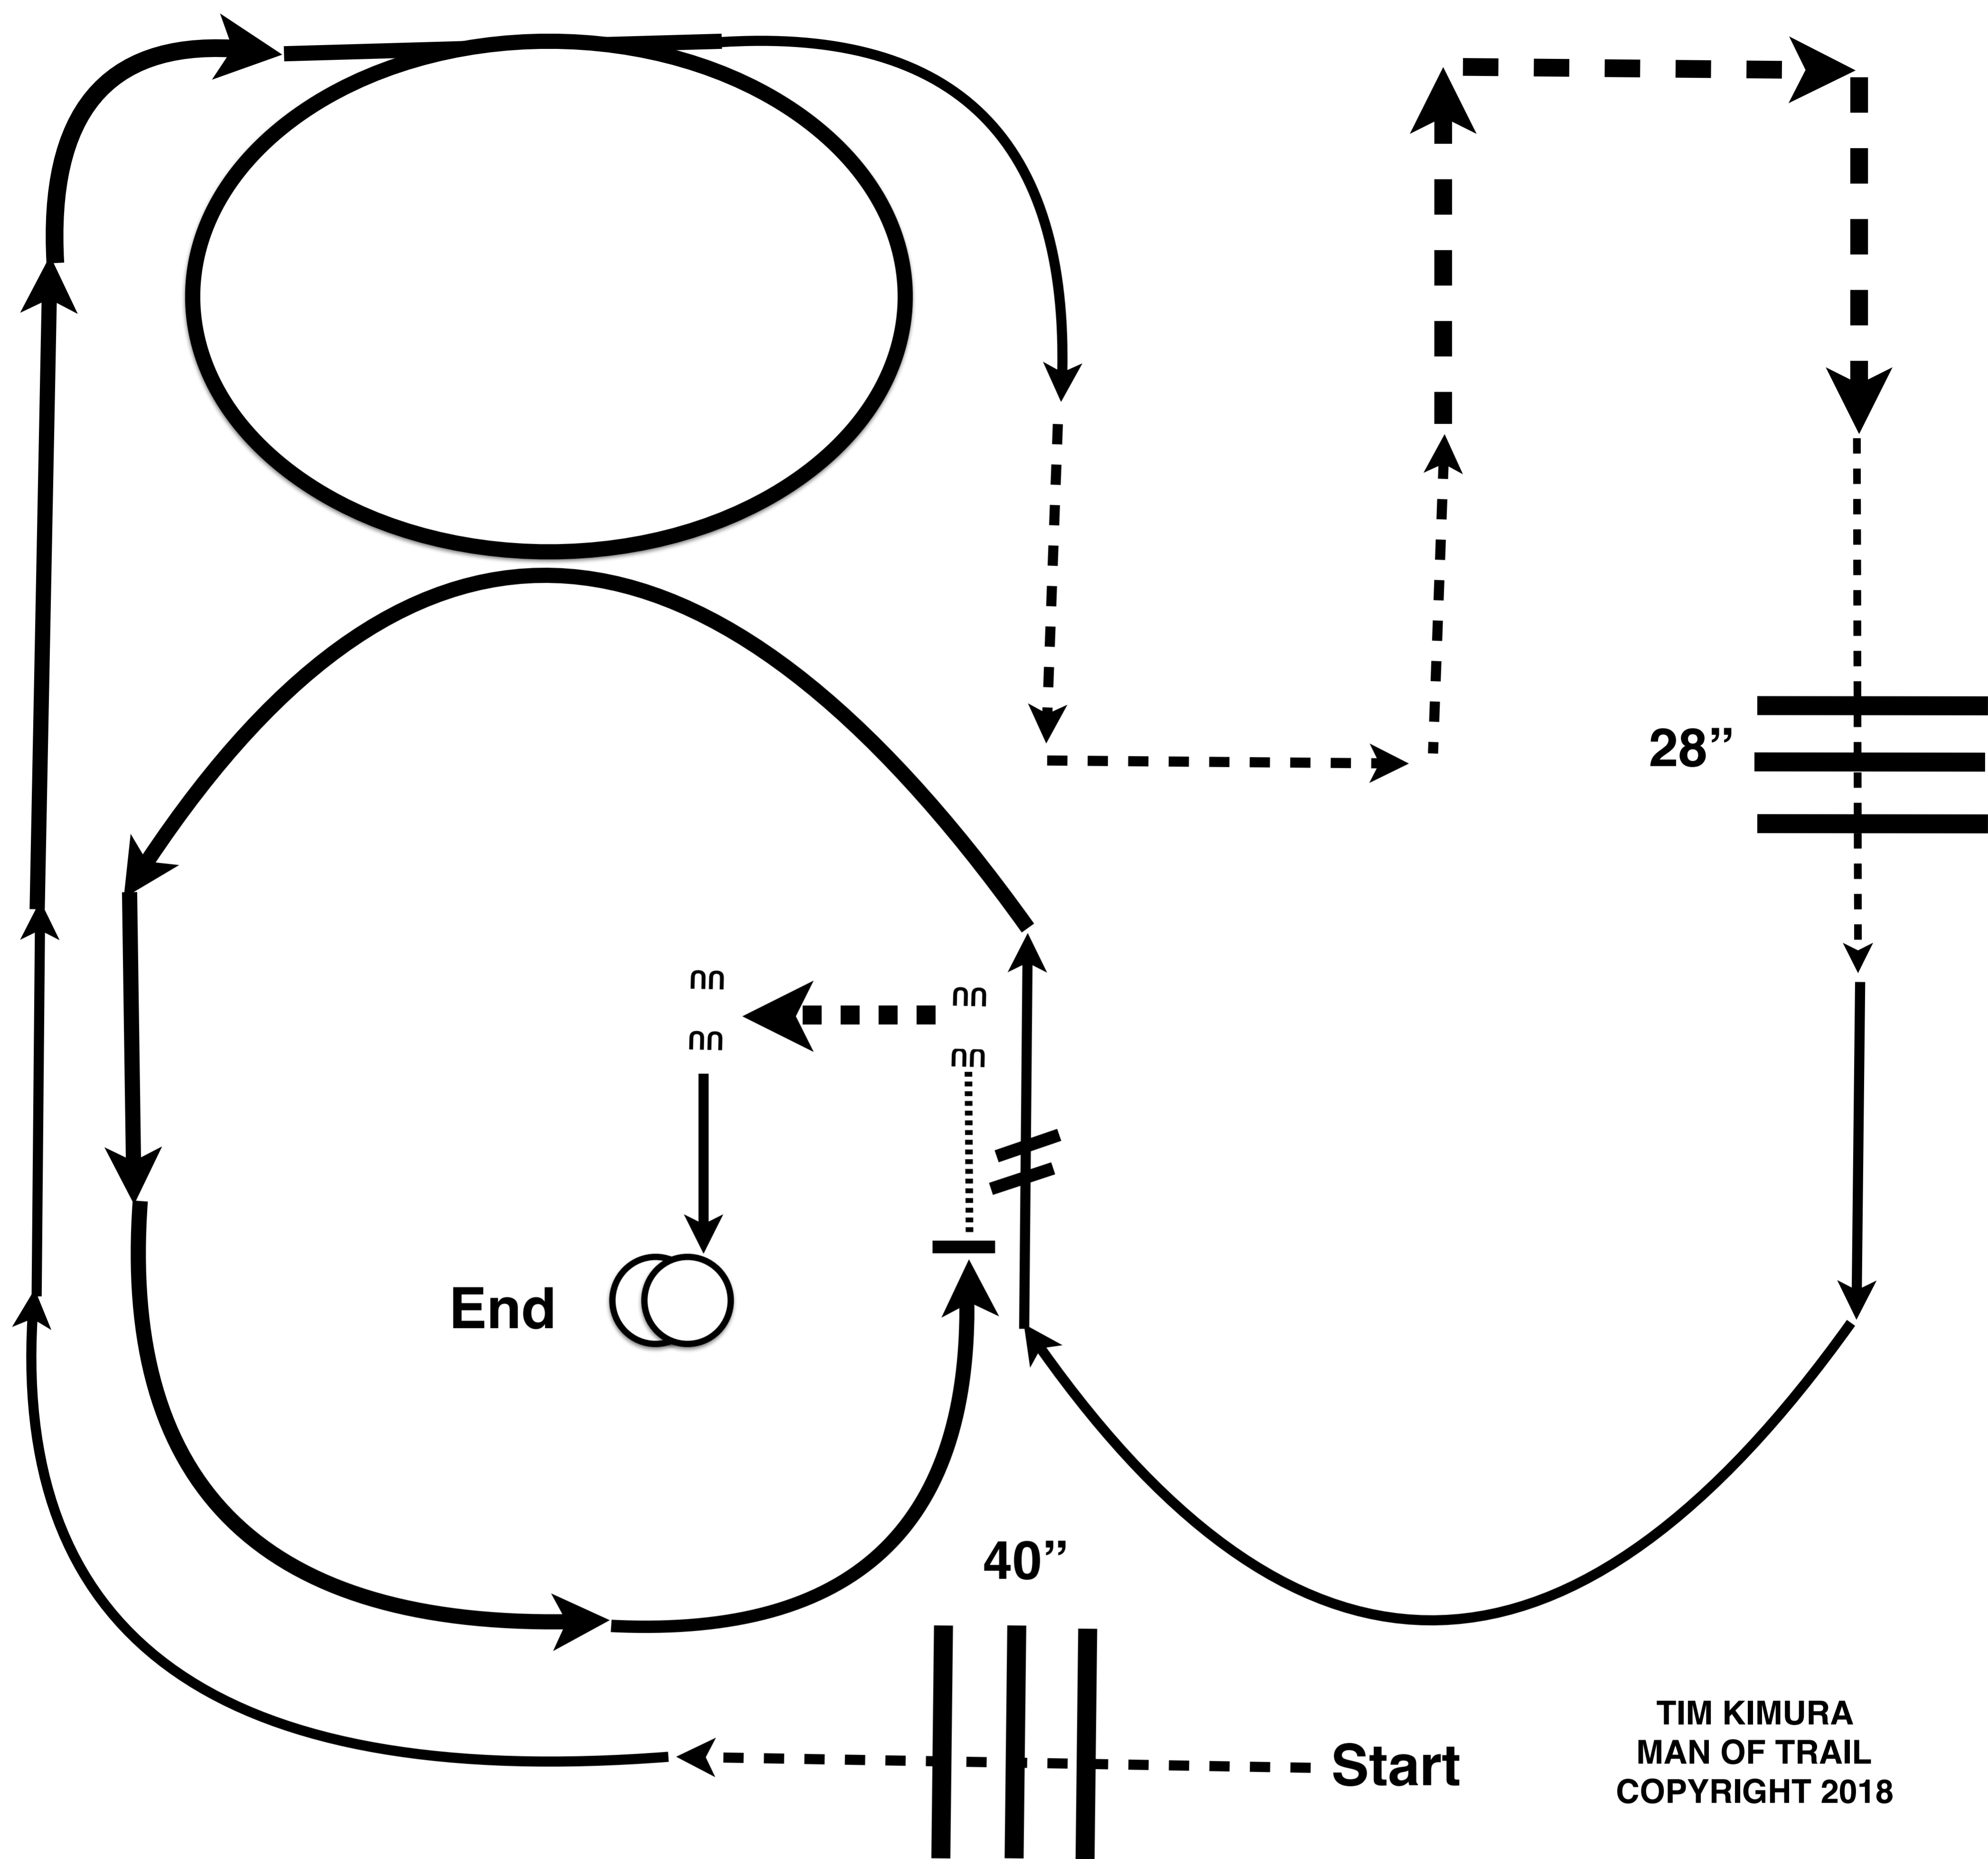 28”
End
40”
Start
TIM KIMURA
MAN OF TRAIL
COPYRIGHT 2018